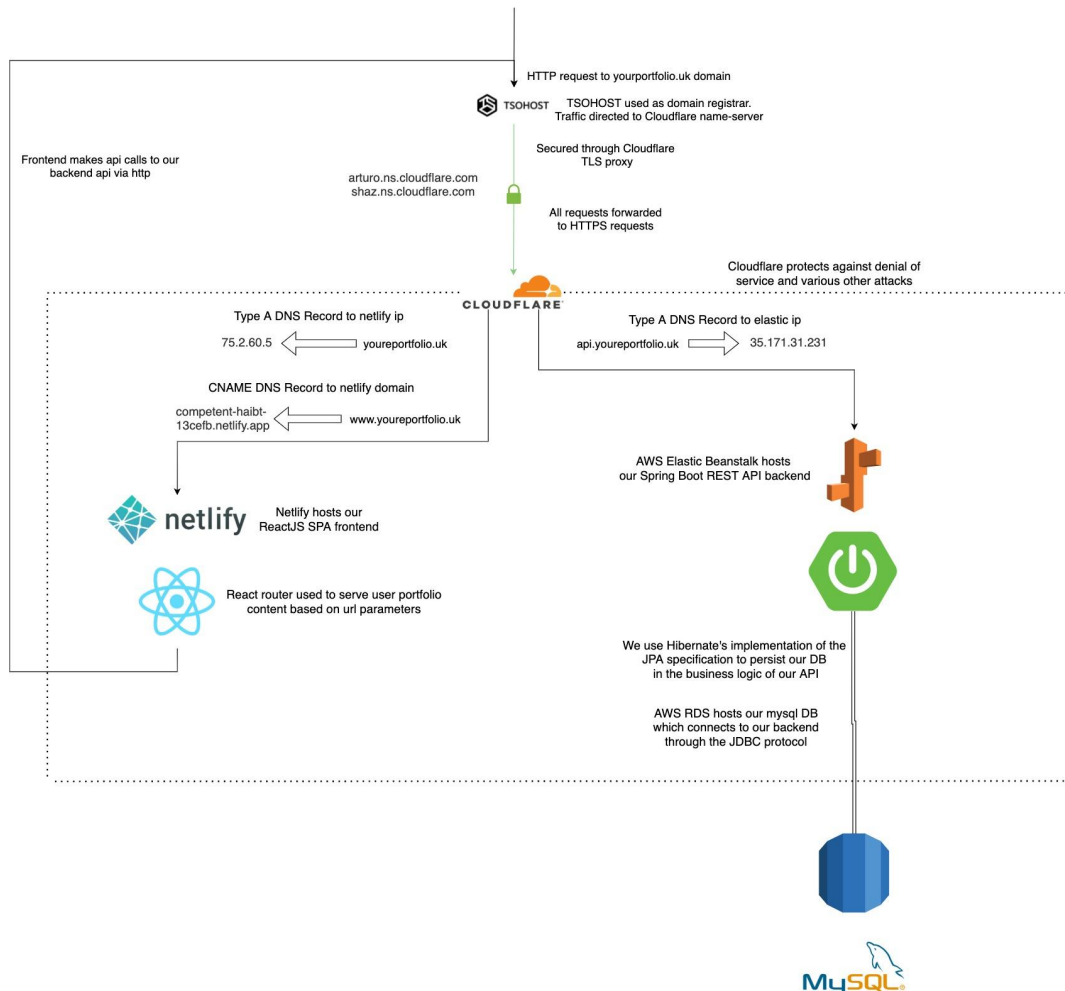 HTTP request to yourportfolio.uk domain
TSOHOST
TSOHOST used as domain registrar.
Traffic directed to Cloudflare name-server
Frontend makes api calls to our
backend api via http
Secured through Cloudflare
TLS proxy
arturo.ns.cloudflare.com
shaz.ns.cloudflare.com
All requests forwarded
to HTTPS requests
Cloudflare protects against denial of
service and various other attacks
CLOUDFLARE
Type A DNS Record to netlify ip
75.2.60.5
youreportfolio.uk
Type A DNS Record to elastic ip
api.youreportfolio.uk
35.171.31.231
CNAME DNS Record to netlify domain
competent-haibt-
13cefb.netlify.app
www.youreportfolio.uk
AWS Elastic Beanstalk hosts
our Spring Boot REST API backend
netlify
Netlify hosts our
ReactJS SPA frontend
React router used to serve user portfolio
content based on url parameters
We use Hibernate's implementation of the
JPA specification to persist our DB
in the business logic of our API
AWS RDS hosts our mysql DB
which connects to our backend
through the JDBC protocol
MySQL